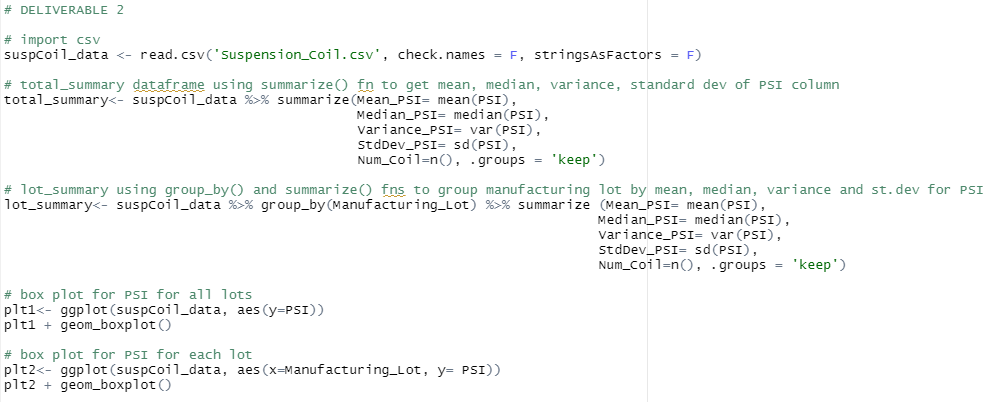 # DELIVERABLE 2
# import csv
suspCoil_data <- read.csv('Suspension_Coil.csv', check.names = F, stringsAsFactors = F)
# total_summary dataframe using summarize() fn to get mean, median, variance, standard dev of PSI column
total_summary<- suspCoil_data %>% summarize(Mean_PSI= mean(PSI),
Median_PSI= median(PSI),
Variance_PSI= var(PSI),
StdDev_PSI= sd(PSI),
Num_Coil=n(), .groups = 'keep')
# lot_summary using group_by() and summarize() fns to group manufacturing lot by mean, median, variance and st.dev for PSI
lot_summary<- suspCoil_data %>% group_by(Manufacturing_Lot) %>% summarize (Mean_PSI= mean(PSI),
Median_PSI= median(PSI),
Variance_PSI= var(PSI),
StdDev_PSI= sd(PSI),
Num_Coil=n(), .groups = 'keep')
# box plot for PSI for all lots
plt1<- ggplot(suspCoil_data, aes(y=PSI))
plt1 + geom_boxplot()
# box plot for PSI for each lot
plt2<- ggplot(suspCoil_data, aes(x=Manufacturing_Lot, y= PSI))
plt2 + geom_boxplot()